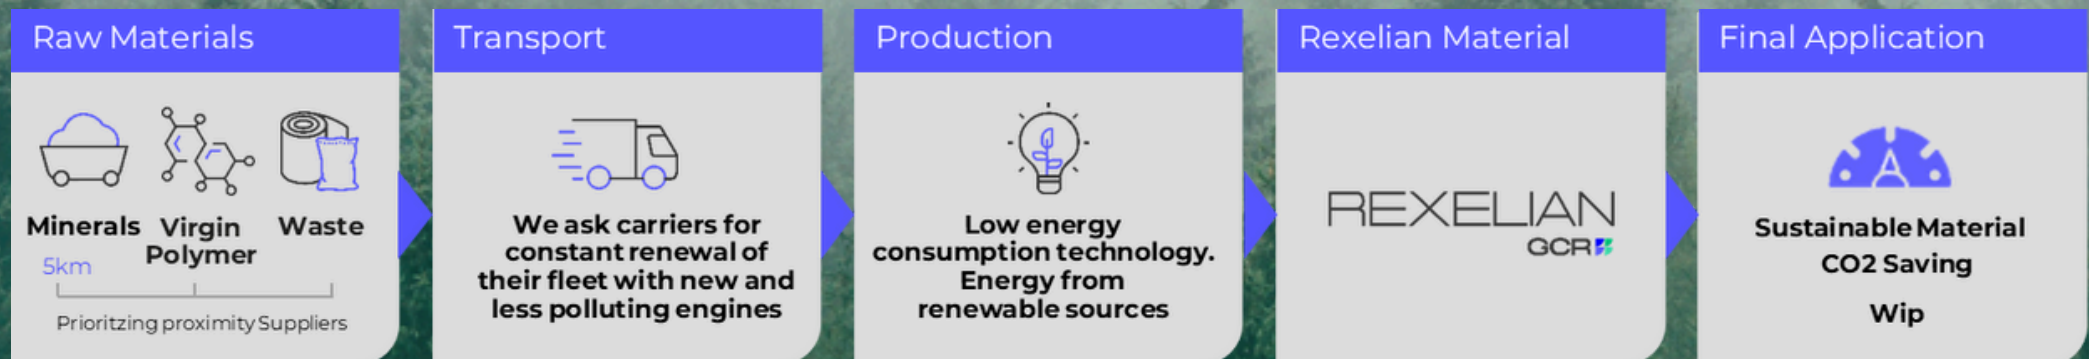 Raw Materials
Minerals
Virgin
Polymer
Waste
5km
Prioritzing proximity Suppliers
Transport
We ask carriers for
constant renewal of
their fleet with new and
less polluting engines
Production
Low energy
consumption technology.
Energy from
renewable sources
Rexelian Material
REXELIAN
GCR
Final Application
A
Sustainable Material
CO2 Saving
Wip